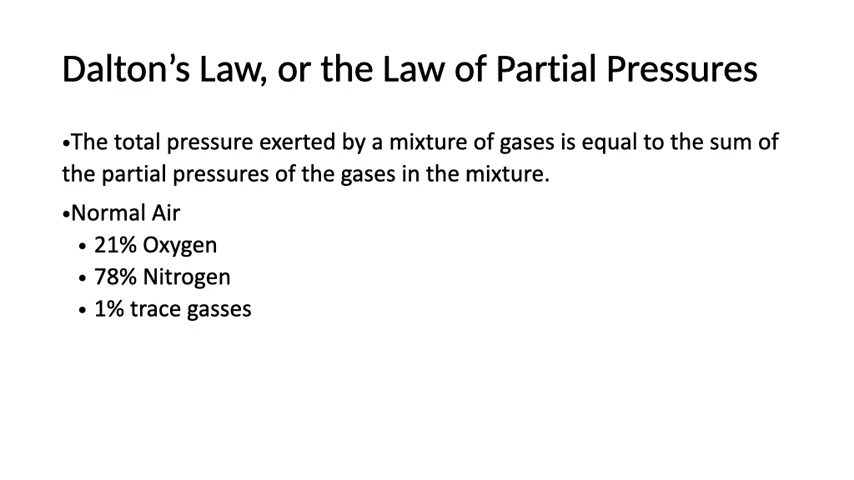 Dalton’s Law, or the Law of Partial Pressures
•The total pressure exerted by a mixture of gases is equal to the sum of
the partial pressures of the gases in the mixture.
•Normal Air
• 21% Oxygen
• 78% Nitrogen
• 1% trace gasses